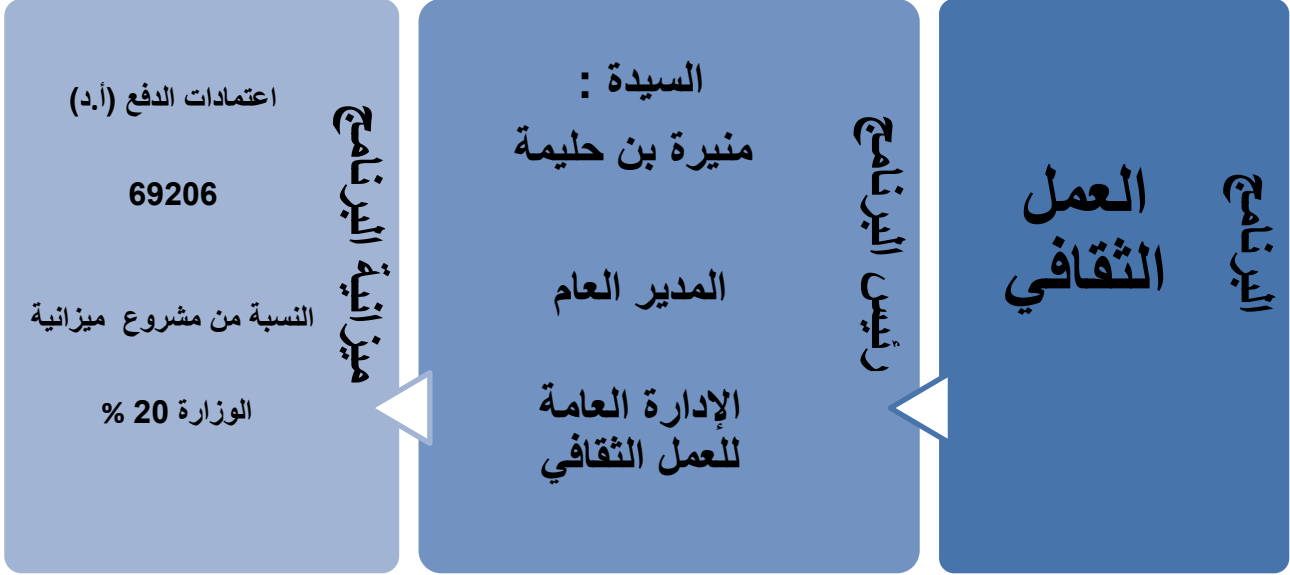 البرنامج
العمل
الثقافي
رئيس البرنامج
السيدة :
منيرة بن حليمة
المدير العام
الإدارة العامة
للعمل الثقافي
ميزانية البرنامج
اعتمادات الدفع (أ.د)
69206
النسبة من مشروع ميزانية
الوزارة 20 %